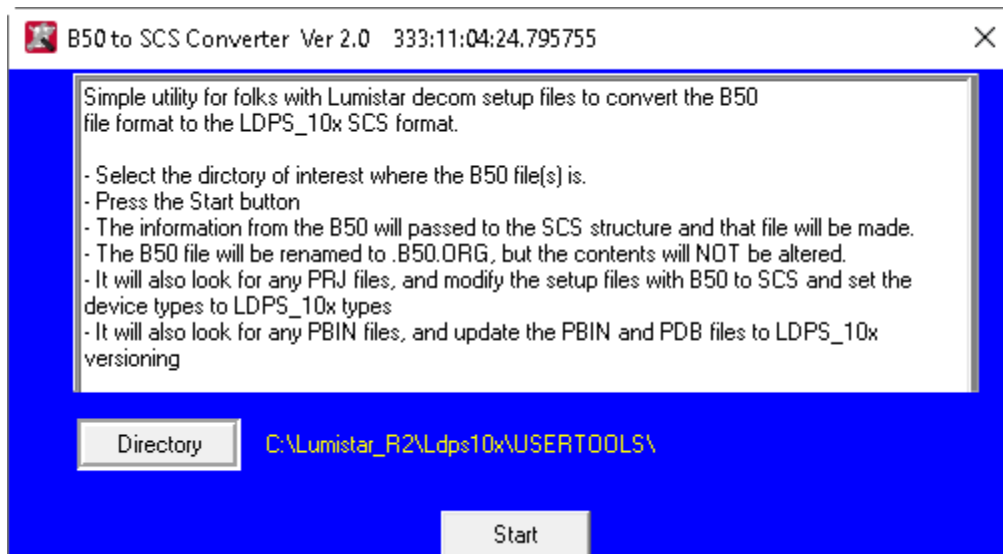 B50 to SCS Converter Ver 2.0 333:11:04:24.795755
Simple utility for folks with Lumistar decom setup files to convert the B50
file format to the LDPS_10x SCS format.
- Select the dirctory of interest where the B50 file(s) is.
- Press the Start button
- The information from the B50 will passed to the SCS structure and that file will be made.
- The B50 file will be renamed to .B50.ORG, but the contents will NOT be altered.
- It will also look for any PRJ files, and modify the setup files with B50 to SCS and set the
device types to LDPS_10x types
- It will also look for any PBIN files, and update the PBIN and PDB files to LDPS_10x
versioning
Directory C:\Lumistar_R2\Ldps10x\USERTOOLS\
Start